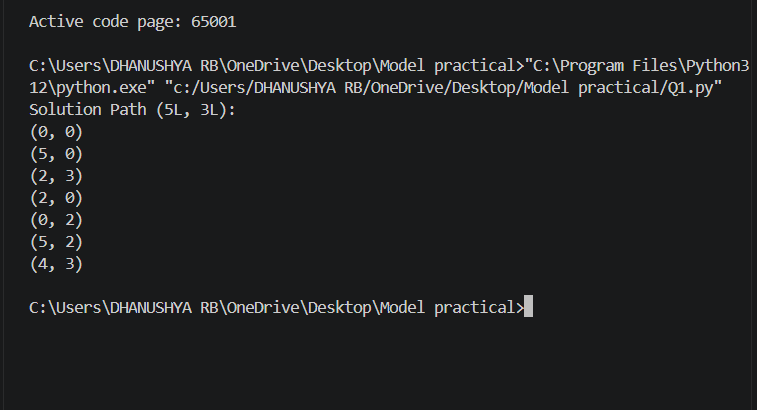 Active code page: 65001
C:\Users\DHANUSHYA RB\OneDrive\Desktop\Model practical>"C:\Program Files\Python3
12\python.exe" "c:/Users/DHANUSHYA RB/OneDrive/Desktop/Model practical/Q1.py"
Solution Path (5L, 3L):
(0, 0)
(5, 0)
(2, 3)
(2, 0)
(0, 2)
(5, 2)
(4, 3)
C:\Users\DHANUSHYA RB\OneDrive\Desktop\Model practical>